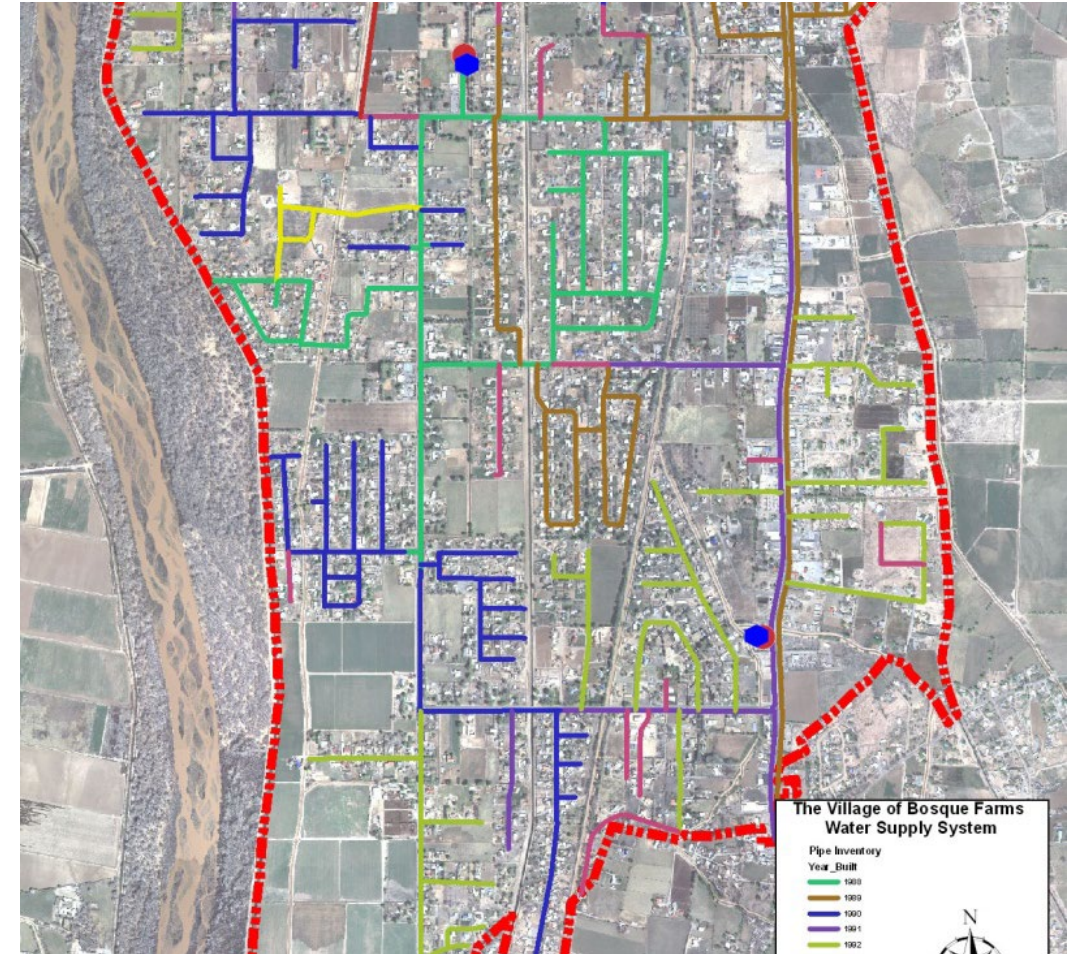 The Village of Bosque Farms
Water Supply System
Pipe Inventory
Year_Built
1988
1989
1990
1991
1992
N